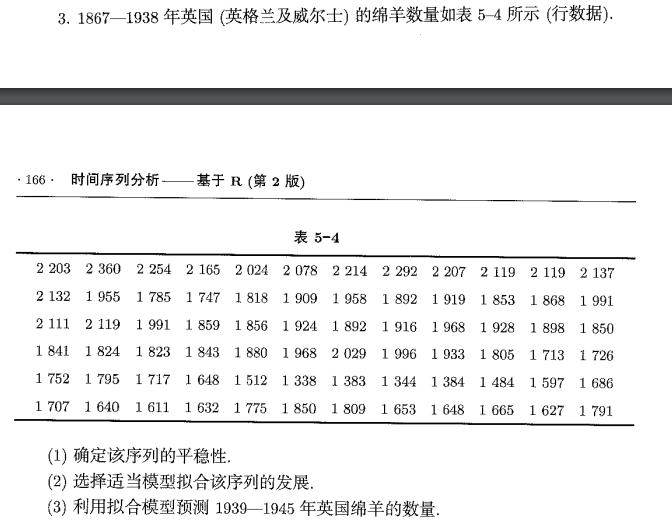 3. 1867—1938 年英国 (英格兰及威尔士) 的绵羊数量如表 5–4 所示 (行数据).
· 166 · 时间序列分析——基于 R (第 2 版)
表 5–4
2 203 2 360 2 254 2 165 2 024 2 078 2 214 2 292 2 207 2 119 2 119 2 137
2 132 1 955 1 785 1 747 1 818 1 909 1 958 1 892 1 919 1 853 1 868 1 991
2 111 2 119 1 991 1 859 1 856 1 924 1 892 1 916 1 968 1 928 1 898 1 850
1 841 1 824 1 823 1 843 1 880 1 968 2 029 1 996 1 933 1 805 1 713 1 726
1 752 1 795 1 717 1 648 1 512 1 338 1 383 1 344 1 384 1 484 1 597 1 686
1 707 1 640 1 611 1 632 1 775 1 850 1 809 1 653 1 648 1 665 1 627 1 791
(1) 确定该序列的平稳性.
(2) 选择适当模型拟合该序列的发展.
(3) 利用拟合模型预测 1939—1945 年英国绵羊的数量.